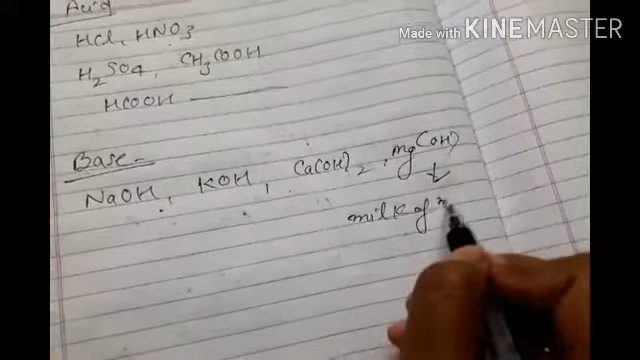 Made with KINEMASTER
Acid
HCl, HNO3
H2SO4, CH3COOH
HCOOH
Base -
NaOH, KOH, Ca(OH)2, mg(OH)
milk of m